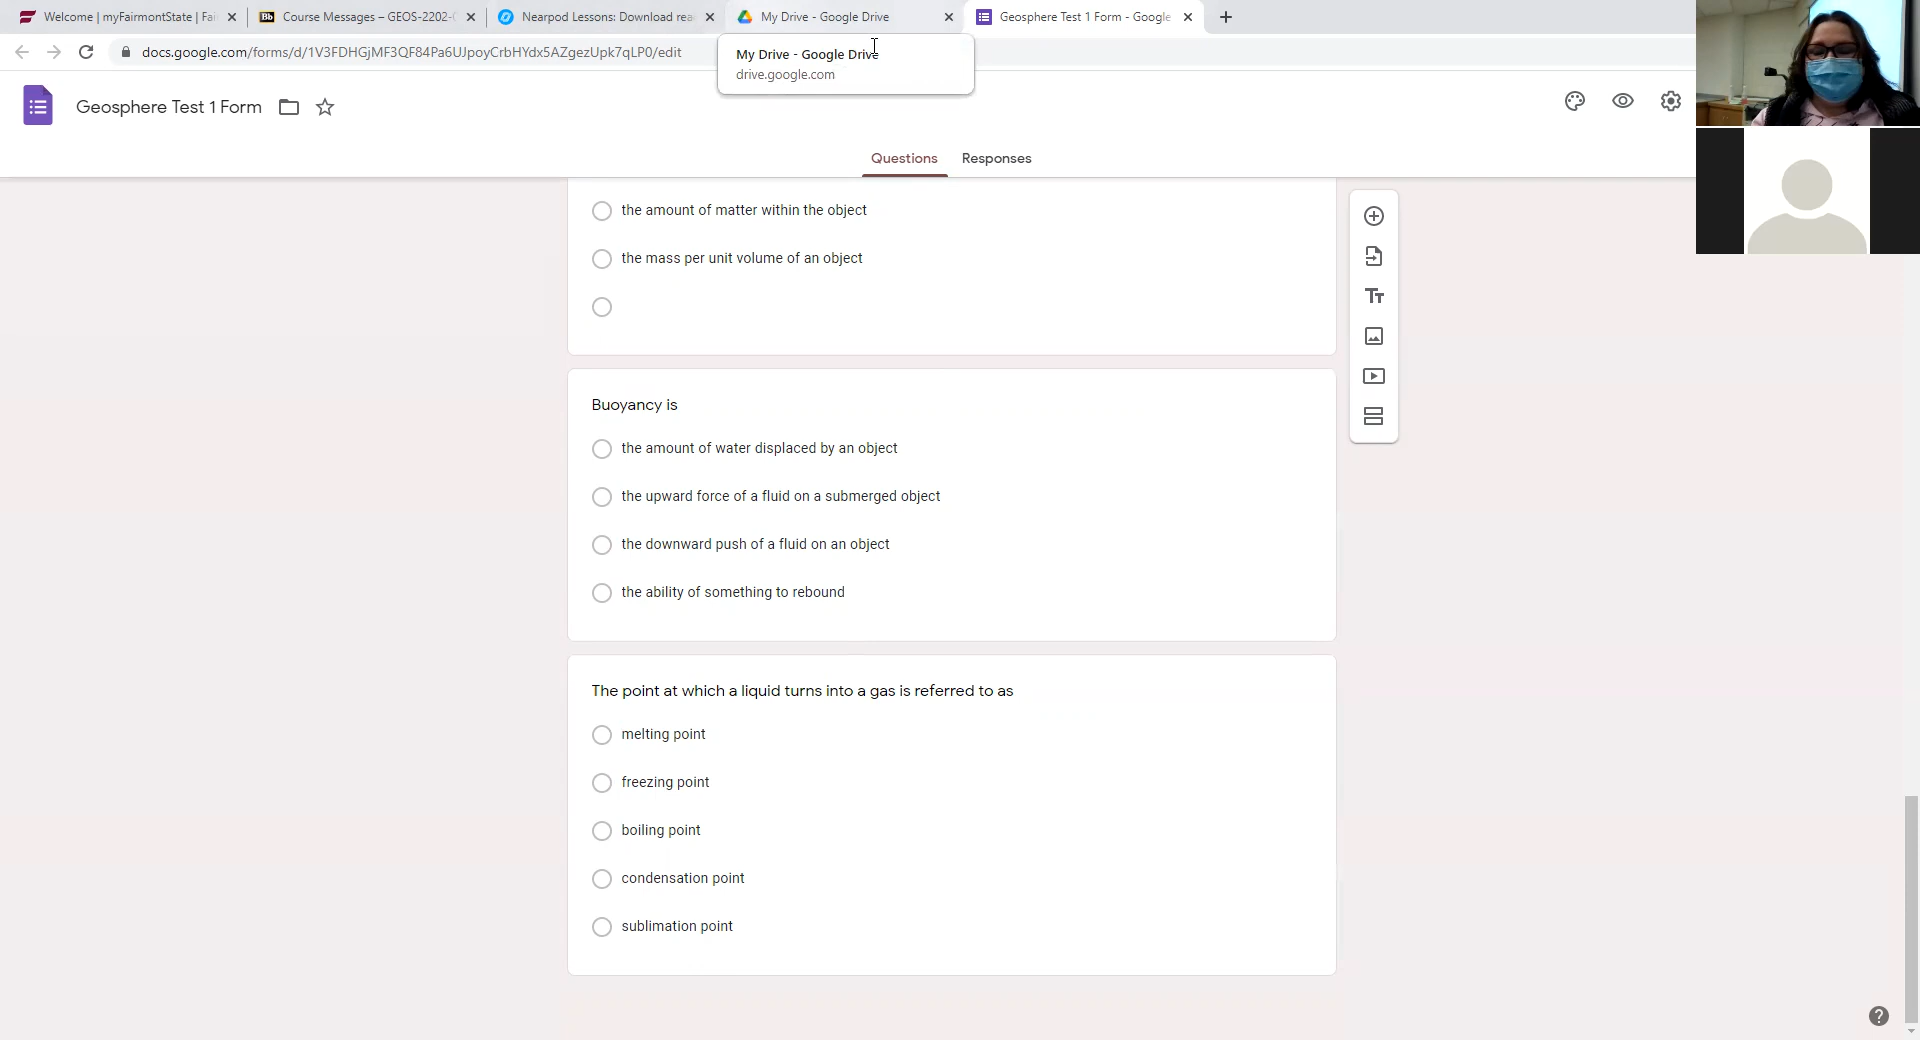 Welcome | myFairmontState | Fai
Course Messages – GEOS-2202-0
Nearpod Lessons: Download rea
My Drive - Google Drive
Geosphere Test 1 Form - Google
docs.google.com/forms/d/1V3FDHGjMF3QF84Pa6UJpoyCrbHYdx5AZgezUpk7qLP0/edit
My Drive - Google Drive
drive.google.com
Geosphere Test 1 Form
Questions
Responses
the amount of matter within the object
the mass per unit volume of an object
Buoyancy is
the amount of water displaced by an object
the upward force of a fluid on a submerged object
the downward push of a fluid on an object
the ability of something to rebound
The point at which a liquid turns into a gas is referred to as
melting point
freezing point
boiling point
condensation point
sublimation point